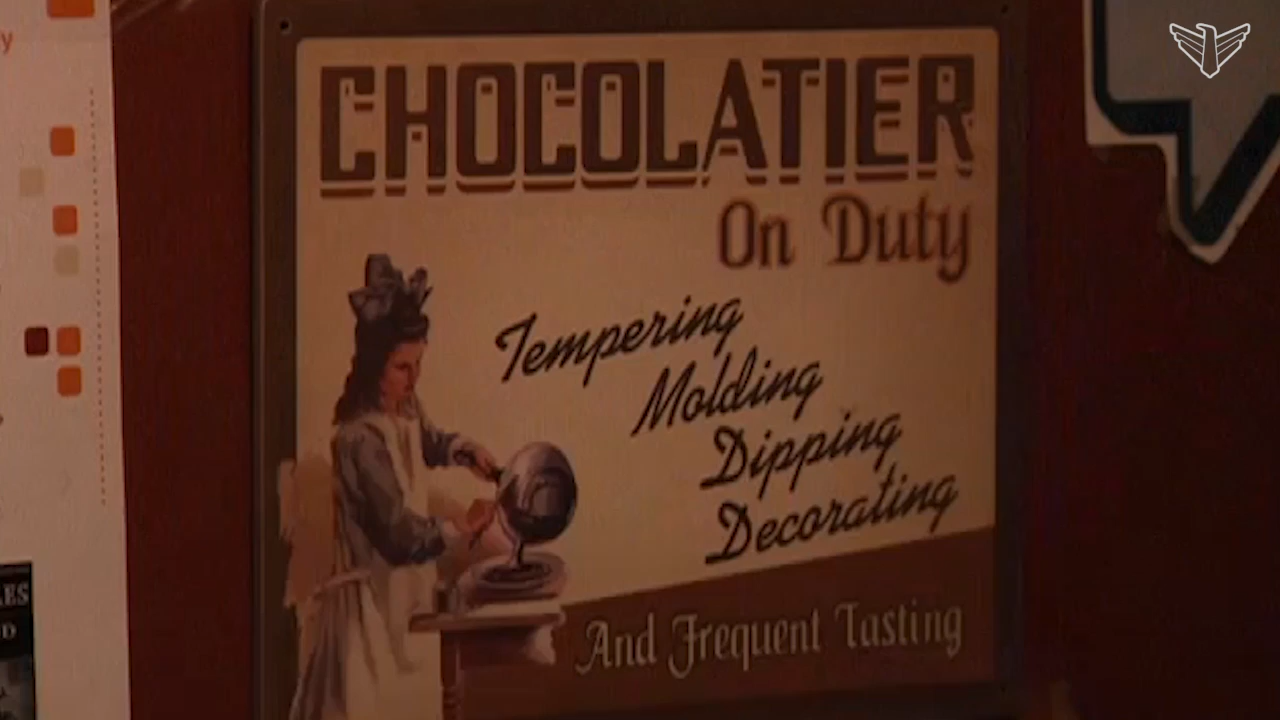 CHOCOLATIER
On Duty
Tempering
Molding
Dipping
Decorating
And Frequent Tasting